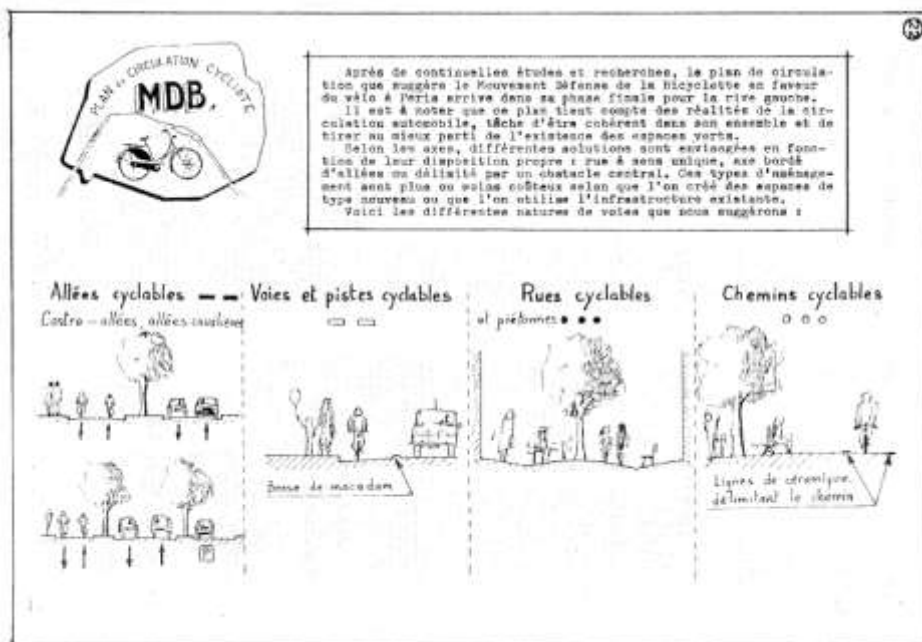 PLAN de CIRCULATION CYCLISTE
MDB.
Après de continuelles études et recherches, le plan de circula-
tion que suggère le Mouvement Défense de la Bicyclette en faveur
du vélo à Paris arrive dans sa phase finale pour la rive gauche.
Il est à noter que ce plan tient compte des réalités de la cir-
culation automobile, tâche d'être cohérent dans son ensemble et de
tirer au mieux parti de l'existence des espaces verts.
Selon les axes, différentes solutions sont envisagées en fonc-
tion de leur disposition propre : rue à sens unique, axe bordé
d'allées ou délimité par un obstacle central. Ces types d'aménage-
ment sont plus ou moins coûteux selon que l'on créé des espaces de
type nouveau ou que l'on utilise l'infrastructure existante.
Voici les différentes natures de voies que nous suggérons :
Allées cyclables
Contre-allées, allées cavalières
Voies et pistes cyclables
Rues cyclables
et piétonnes
Chemins cyclables
Bosse de macadam
Lignes de céramique
délimitant le chemin
P